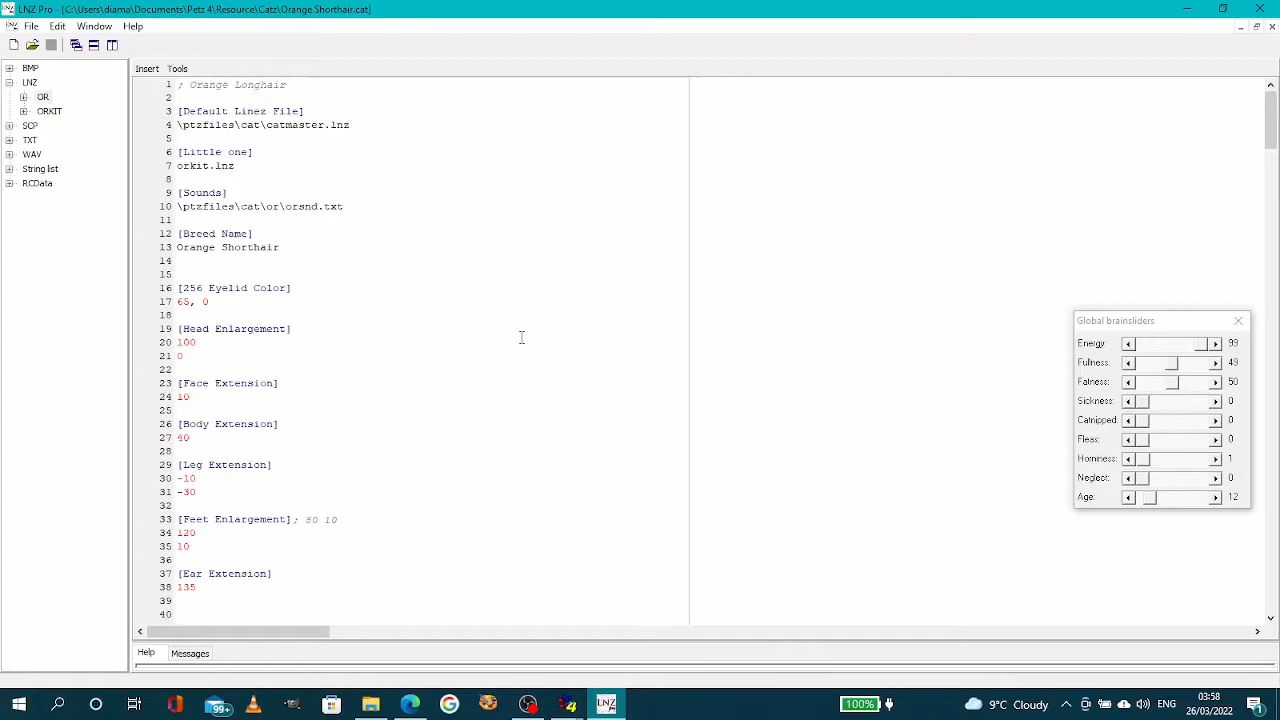 LNZ Pro - [C:\Users\diama\Documents\Petz 4\Resource\Catz\Orange Shorthair.cat]
File Edit Window Help
BMP
LNZ
OR
ORKIT
SCP
TXT
WAV
String list
RCData
Insert Tools
1 ; Orange Longhair
2
3 [Default Linez File]
4 \ptzfiles\cat\catmaster.lnz
5
6 [Little one]
7 orkit.lnz
8
9 [Sounds]
10 \ptzfiles\cat\or\orsnd.txt
11
12 [Breed Name]
13 Orange Shorthair
14
15
16 [256 Eyelid Color]
17 65, 0
18
19 [Head Enlargement]
20 100
21 0
22
23 [Face Extension]
24 10
25
26 [Body Extension]
27 40
28
29 [Leg Extension]
30 -10
31 -30
32
33 [Feet Enlargement]; 80 10
34 120
35 10
36
37 [Ear Extension]
38 135
39
40
Global brainsliders
Energy: 99
Fullness: 49
Fatness: 50
Sickness: 0
Catnipped: 0
Fleas: 0
Horniness: 1
Neglect: 0
Age: 12
Help Messages
99+
LNZ
100%
9°C Cloudy
ENG
03:58
26/03/2022